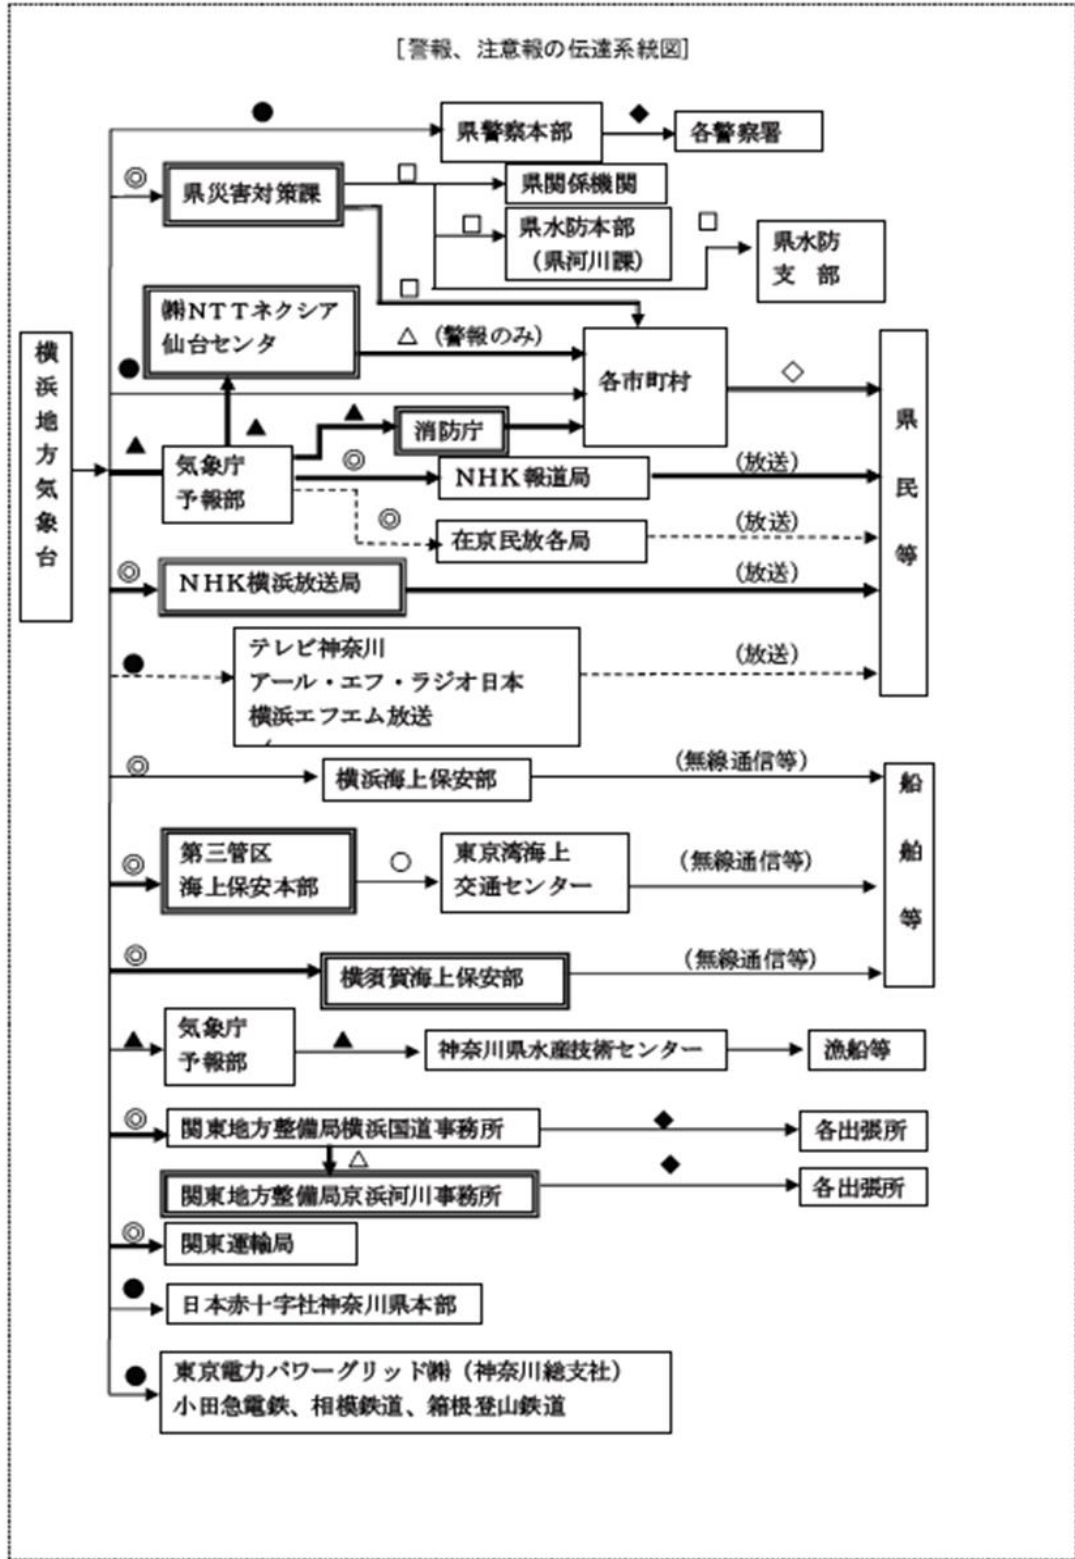 [警報、注意報の伝達系統図]
● 県警察本部 ◆ 各警察署
◎ 県災害対策課 □ 県関係機関
□ 県水防本部
(県河川課)
□ 県水防
支 部
□
㈱NTTネクシア
仙台センタ
△ (警報のみ)
● 各市町村 ◇
横浜地方気象台
県民等
▲ 気象庁
予報部
▲ ▲ 消防庁
◎ NHK報道局 (放送)
◎ 在京民放各局 (放送)
◎ NHK横浜放送局 (放送)
● テレビ神奈川
アール・エフ・ラジオ日本
横浜エフエム放送
(放送)
◎ 横浜海上保安部 (無線通信等)
船舶等
◎ 第三管区
海上保安本部
○ 東京湾海上
交通センター
(無線通信等)
◎ 横須賀海上保安部 (無線通信等)
▲ 気象庁
予報部
▲ 神奈川県水産技術センター 漁船等
◎ 関東地方整備局横浜国道事務所 ◆ 各出張所
△
関東地方整備局京浜河川事務所 ◆ 各出張所
◎ 関東運輸局
● 日本赤十字社神奈川県本部
● 東京電力パワーグリッド㈱（神奈川総支社）
小田急電鉄、相模鉄道、箱根登山鉄道